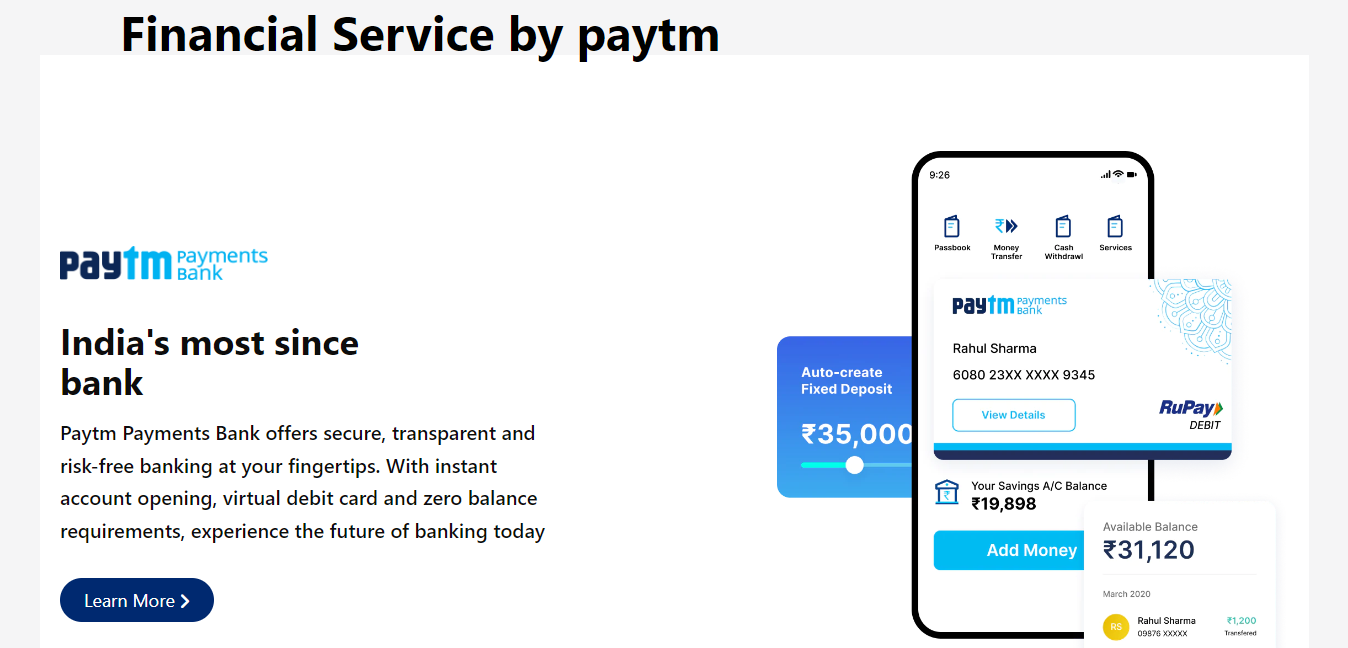 Financial Service by paytm
paytm Payments Bank
India's most since
bank
Paytm Payments Bank offers secure, transparent and
risk-free banking at your fingertips. With instant
account opening, virtual debit card and zero balance
requirements, experience the future of banking today
Learn More
Auto-create
Fixed Deposit
₹35,000
9:26
Passbook
Money
Transfer
Cash
Withdrawl
Services
paytm Payments Bank
Rahul Sharma
6080 23XX XXXX 9345
View Details
RuPay
DEBIT
Your Savings A/C Balance
₹19,898
Add Money
Available Balance
₹31,120
March 2020
RS
Rahul Sharma
₹1,200
09876 XXXXX
Transfered